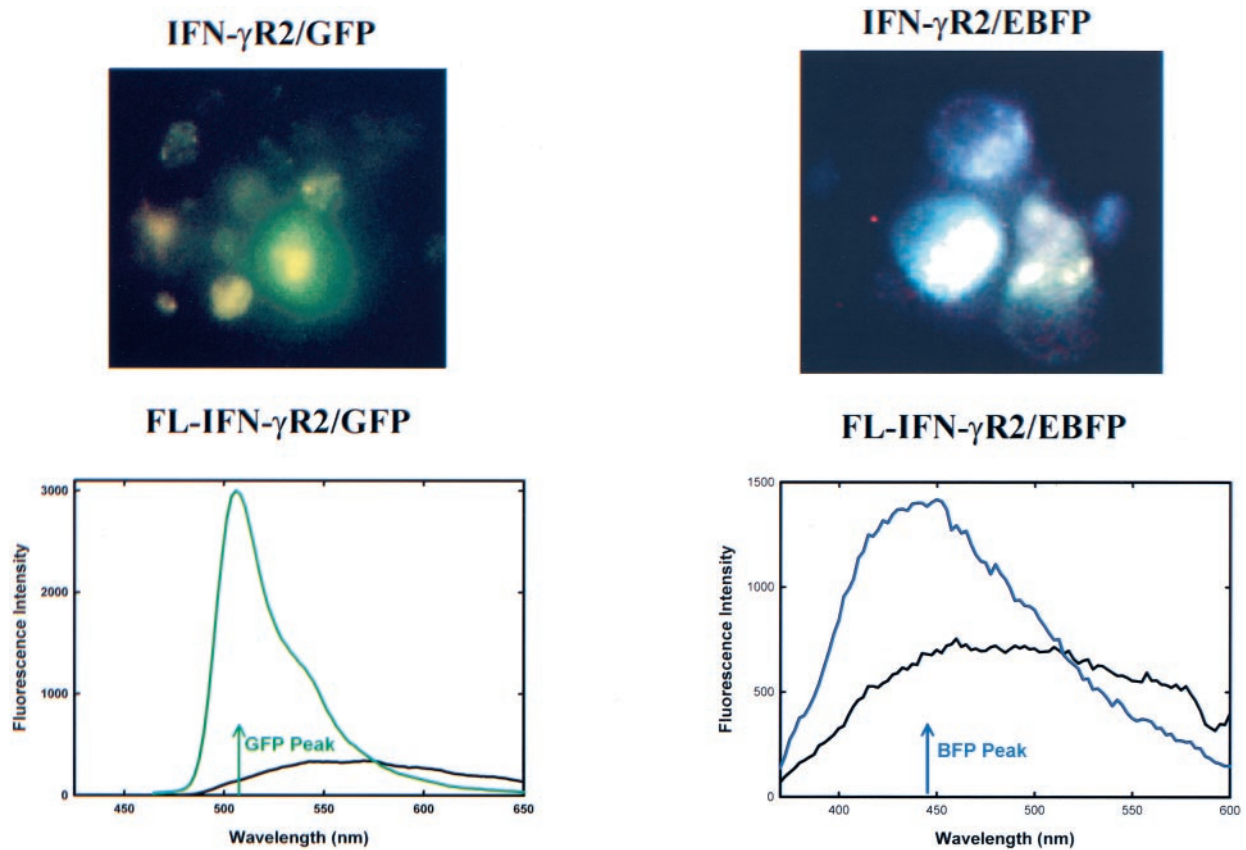 IFN-γR2/GFP
IFN-γR2/EBFP
FL-IFN-γR2/GFP
3000
2000
1000
0
Fluorescence Intensity
GFP Peak
450
500
550
600
650
Wavelength (nm)
FL-IFN-γR2/EBFP
1500
1000
500
0
Fluorescence Intensity
BFP Peak
400
450
500
550
600
Wavelength (nm)